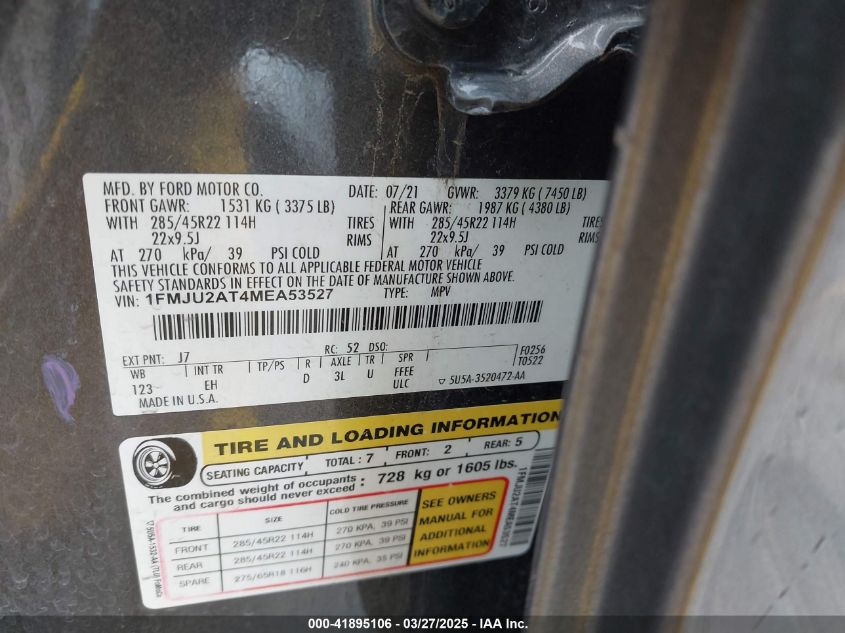 MFD. BY FORD MOTOR CO. DATE: 07/21 GVWR: 3379 KG ( 7450 LB)
FRONT GAWR: 1531 KG ( 3375 LB) REAR GAWR: 1987 KG ( 4380 LB)
WITH 285/45R22 114H TIRES WITH 285/45R22 114H TIRES
22x9.5J RIMS 22x9.5J RIMS
AT 270 kPa/ 39 PSI COLD AT 270 kPa/ 39 PSI COLD
THIS VEHICLE CONFORMS TO ALL APPLICABLE FEDERAL MOTOR VEHICLE
SAFETY STANDARDS IN EFFECT ON THE DATE OF MANUFACTURE SHOWN ABOVE.
VIN: 1FMJU2AT4MEA53527 TYPE: MPV
EXT PNT: J7 RC: 52 DSO: F0256
WB INT TR TP/PS R AXLE TR SPR T0522
123 EH D 3L U FFEE
ULC ▽ 5U5A-3520472-AA
MADE IN U.S.A.
TIRE AND LOADING INFORMATION
SEATING CAPACITY TOTAL: 7 FRONT: 2 REAR: 5
The combined weight of occupants and cargo should never exceed : 728 kg or 1605 lbs.
TIRE SIZE COLD TIRE PRESSURE
FRONT 285/45R22 114H 270 KPA, 39 PSI
REAR 285/45R22 114H 270 KPA, 39 PSI
SPARE 275/65R18 116H 240 KPA, 35 PSI
SEE OWNERS
MANUAL FOR
ADDITIONAL
INFORMATION
1FMJU2AT4MEA53527
000-41895106 — 03/27/2025 — IAA Inc.